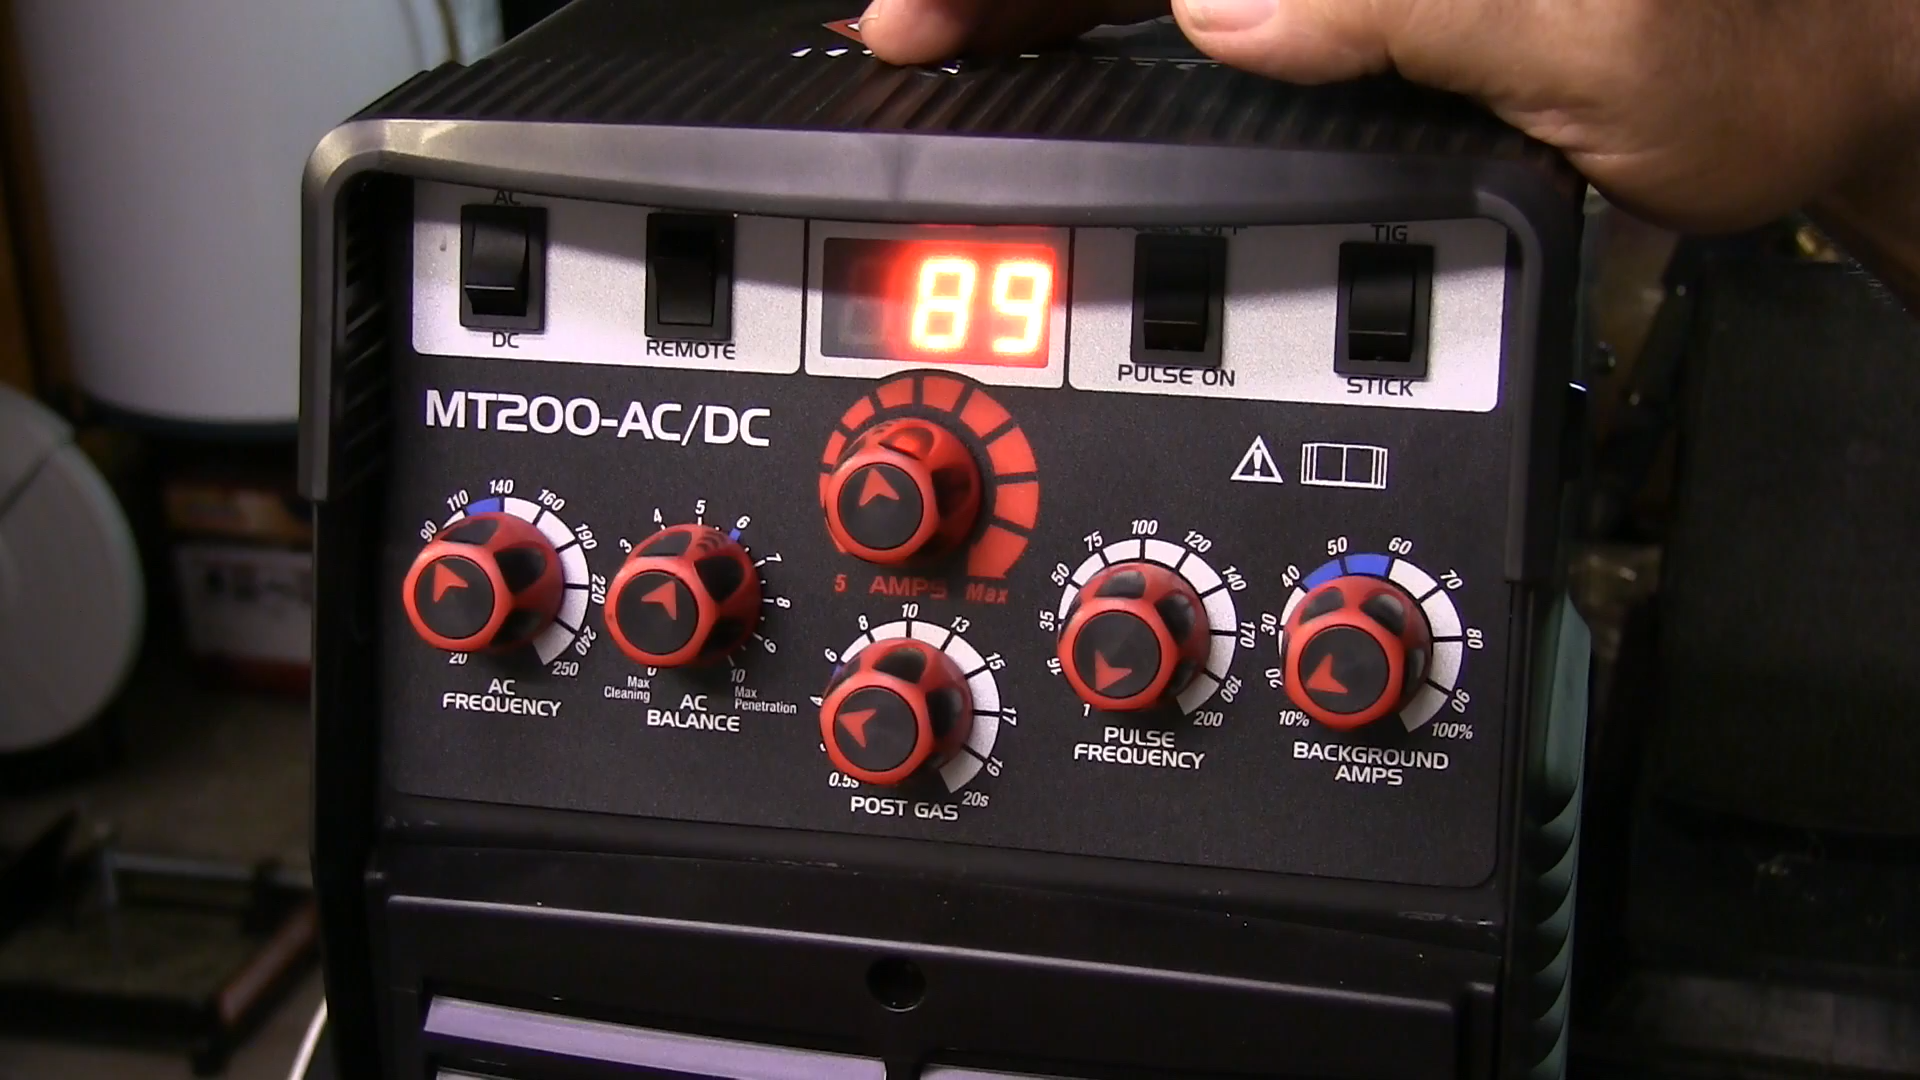 AC
TIG
89
DC
REMOTE
PULSE ON
STICK
MT200-AC/DC
5 AMPS Max
20 90 110 140 160 190 220 240 250
AC
FREQUENCY
0 3 4 5 6 7 8 9 10
Max
Cleaning
Max
Penetration
AC
BALANCE
0.5s 4 6 8 10 13 15 17 19 20s
POST GAS
1 16 35 50 75 100 120 140 170 190 200
PULSE
FREQUENCY
10% 20 30 40 50 60 70 80 90 100%
BACKGROUND
AMPS